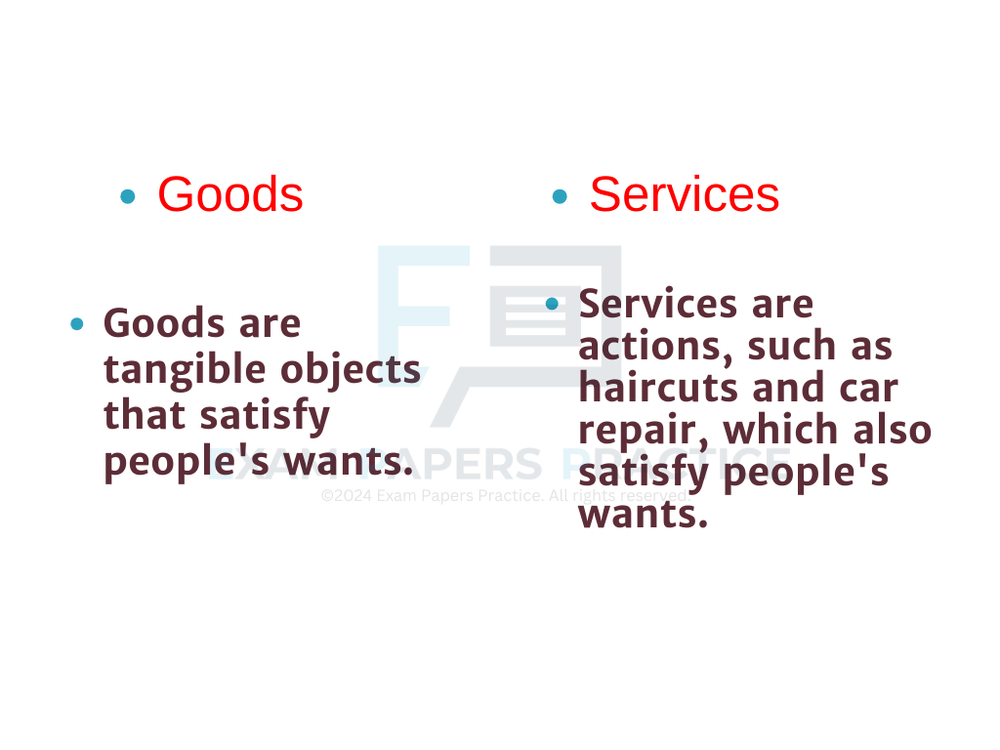 • Goods
• Goods are
tangible objects
that satisfy
people's wants.
• Services
• Services are
actions, such as
haircuts and car
repair, which also
satisfy people's
wants.
EXAM PAPERS PRACTICE
©2024 Exam Papers Practice. All rights reserved.